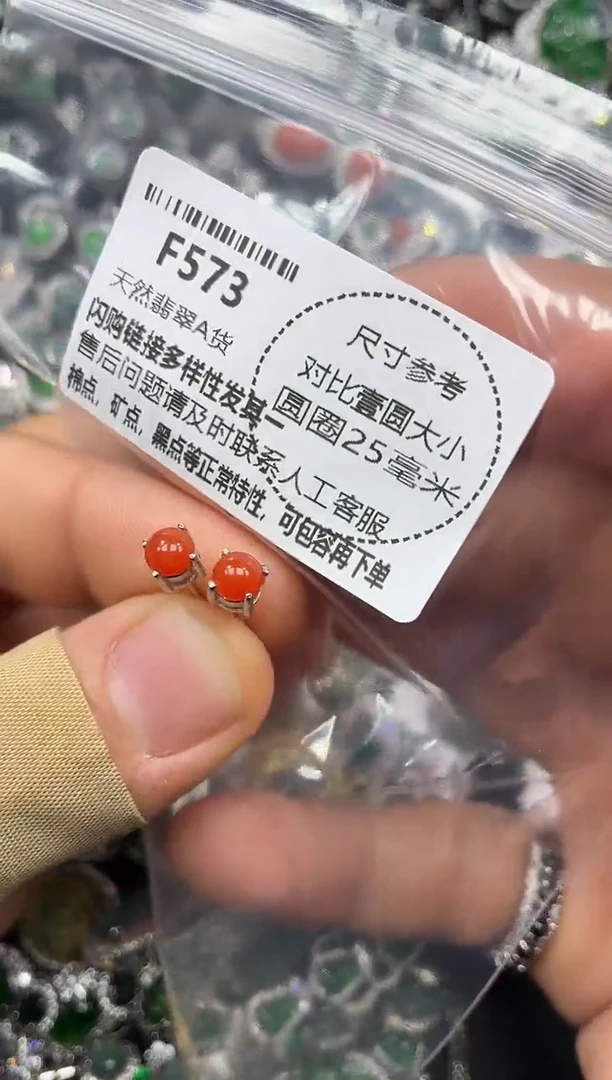 F573
天然翡翠A货
闪购链接多样性发其一
售后问题请及时联系人工客服
棉点，矿点，黑点等正常特性，可包容再下单
尺寸参考
对比壹圆大小
圆圈25毫米